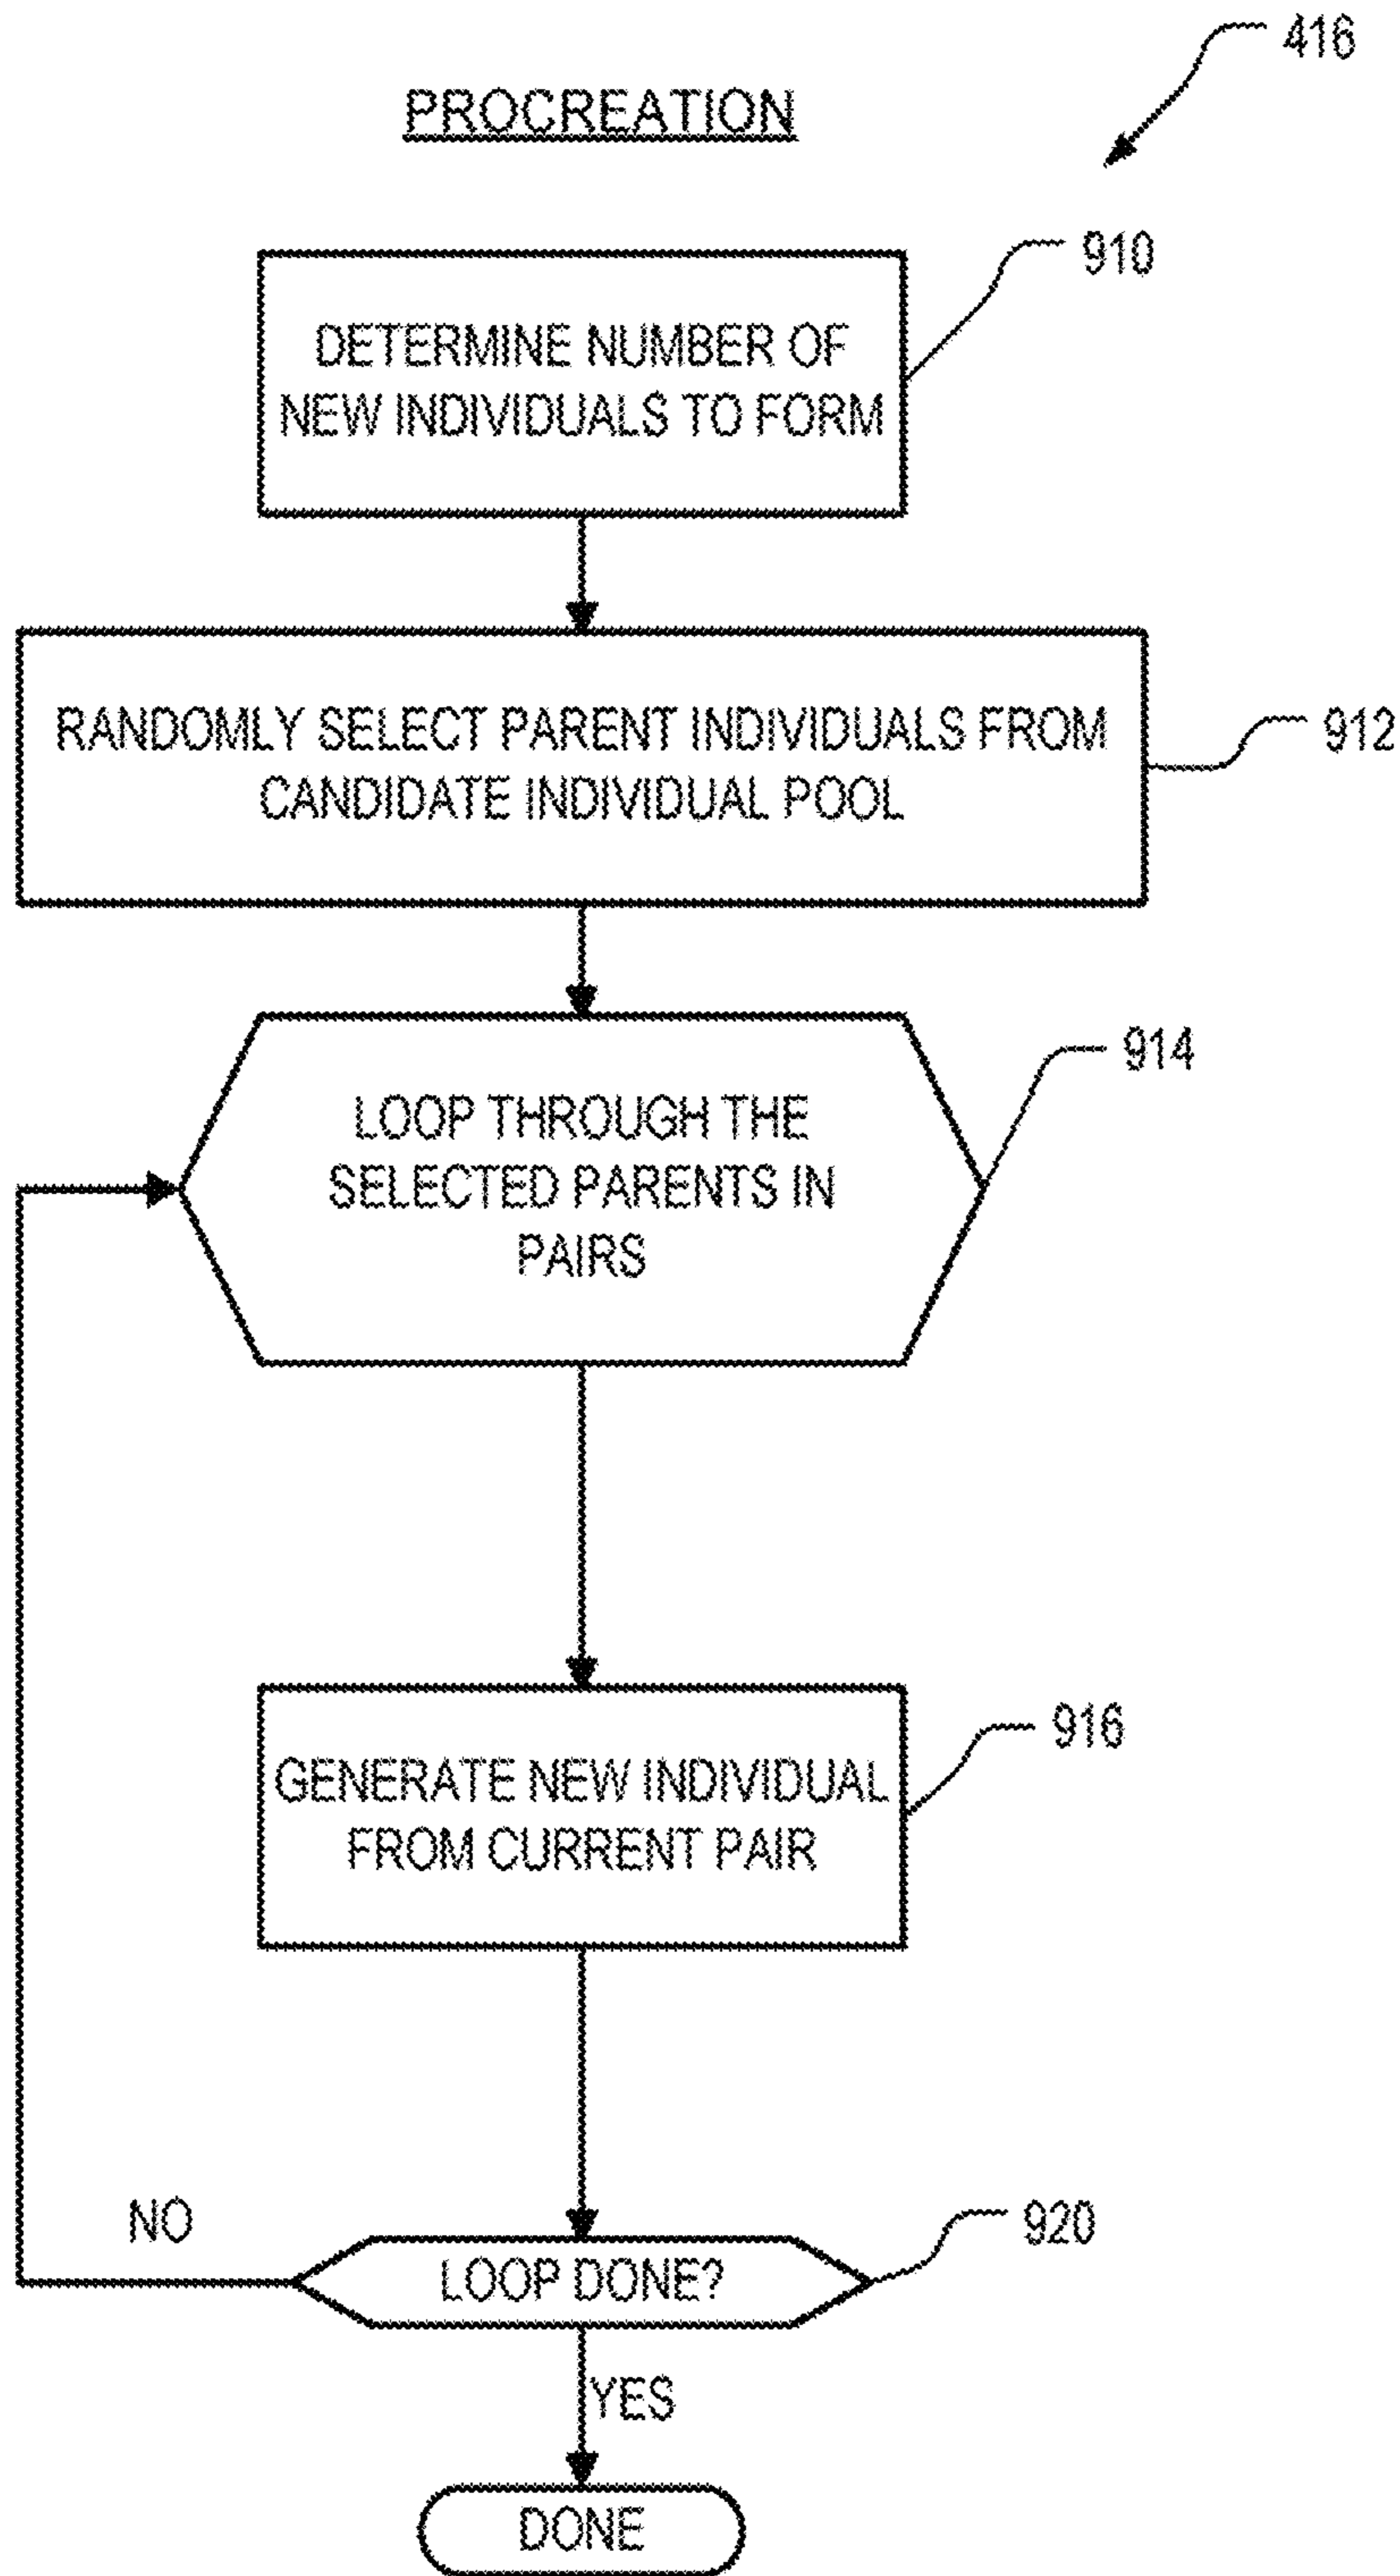 416
PROCREATION
910
DETERMINE NUMBER OF
NEW INDIVIDUALS TO FORM
RANDOMLY SELECT PARENT INDIVIDUALS FROM
CANDIDATE INDIVIDUAL POOL
912
914
LOOP THROUGH THE
SELECTED PARENTS IN
PAIRS
916
GENERATE NEW INDIVIDUAL
FROM CURRENT PAIR
NO
920
LOOP DONE?
YES
DONE